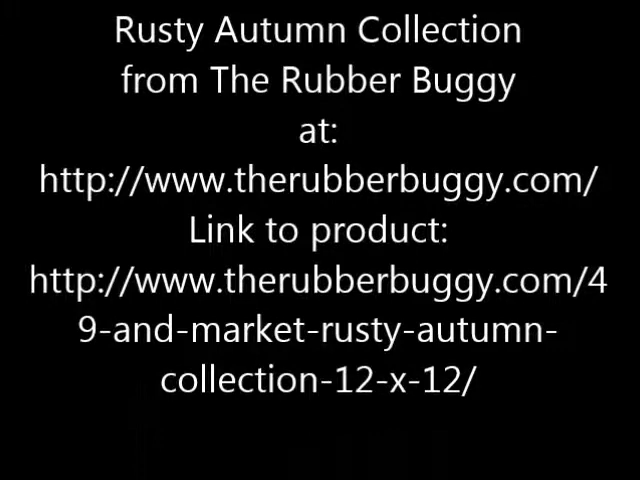 Rusty Autumn Collection
from The Rubber Buggy
at:
http://www.therubberbuggy.com/
Link to product:
http://www.therubberbuggy.com/4
9-and-market-rusty-autumn-
collection-12-x-12/